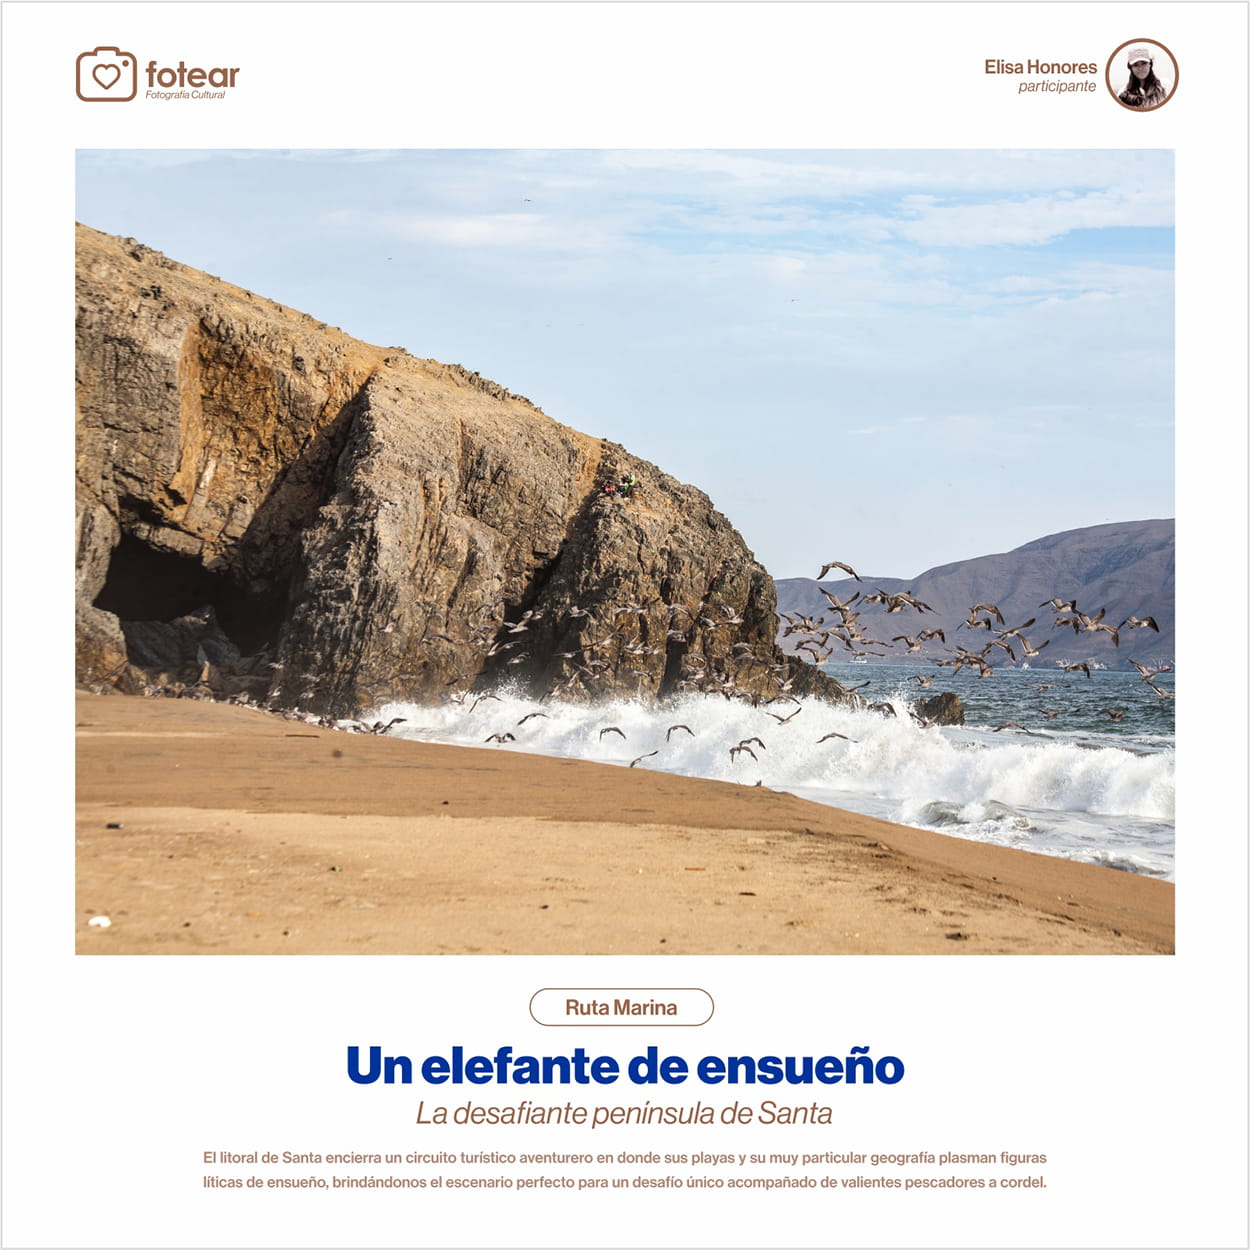 fotear
Fotografía Cultural
Elisa Honores
participante
Ruta Marina
Un elefante de ensueño
La desafiante península de Santa
El litoral de Santa encierra un circuito turístico aventurero en donde sus playas y su muy particular geografía plasman figuras
líticas de ensueño, brindándonos el escenario perfecto para un desafío único acompañado de valientes pescadores a cordel.